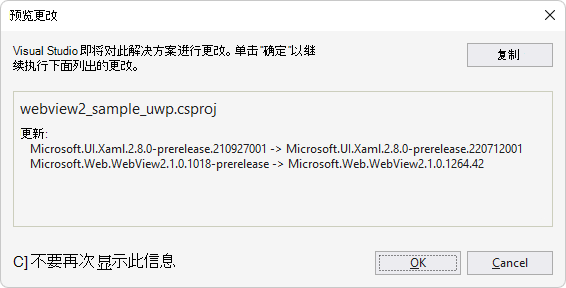 预览更改
Visual Studio 即将对此解决方案进行更改。单击"确定"以继
续执行下面列出的更改。
复制
webview2_sample_uwp.csproj
更新:
Microsoft.UI.Xaml.2.8.0-prerelease.210927001 -> Microsoft.UI.Xaml.2.8.0-prerelease.220712001
Microsoft.Web.WebView2.1.0.1018-prerelease -> Microsoft.Web.WebView2.1.0.1264.42
C] 不要再次显示此信息
OK
Cancel